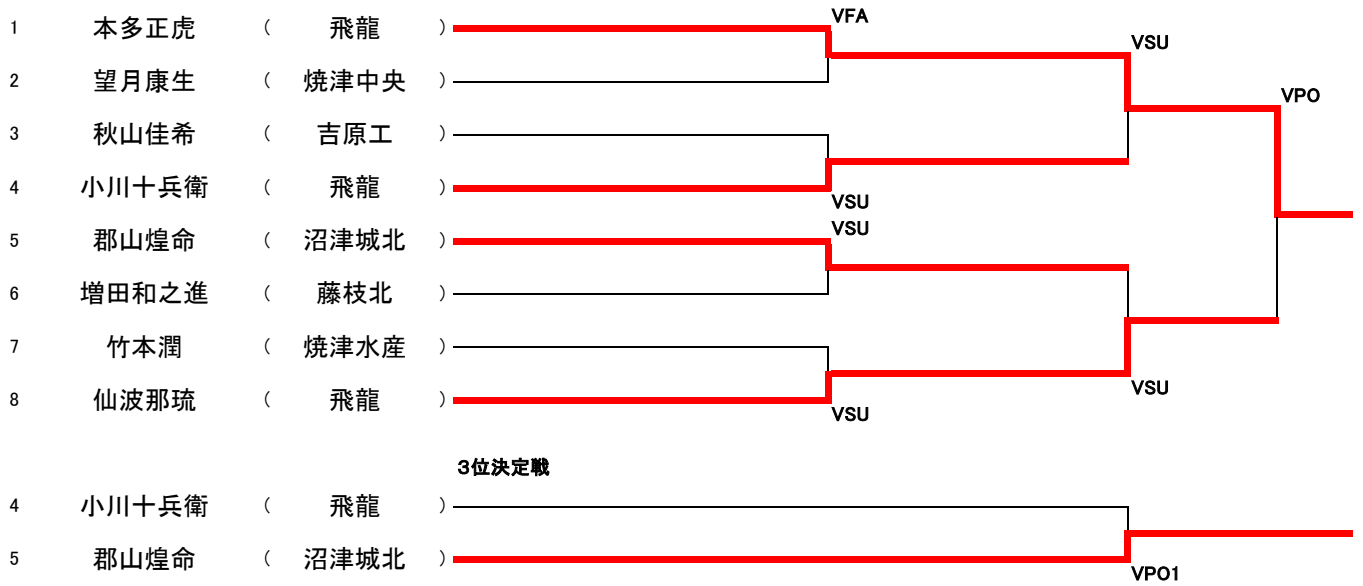 VFA
1 本多正虎 ( 飛龍 )
VSU
2 望月康生 ( 焼津中央 )
VPO
3 秋山佳希 ( 吉原工 )
4 小川十兵衛 ( 飛龍 )
VSU
VSU
5 郡山煌命 ( 沼津城北 )
6 増田和之進 ( 藤枝北 )
7 竹本潤 ( 焼津水産 )
VSU
8 仙波那琉 ( 飛龍 )
VSU
3位決定戦
4 小川十兵衛 ( 飛龍 )
5 郡山煌命 ( 沼津城北 )
VPO1